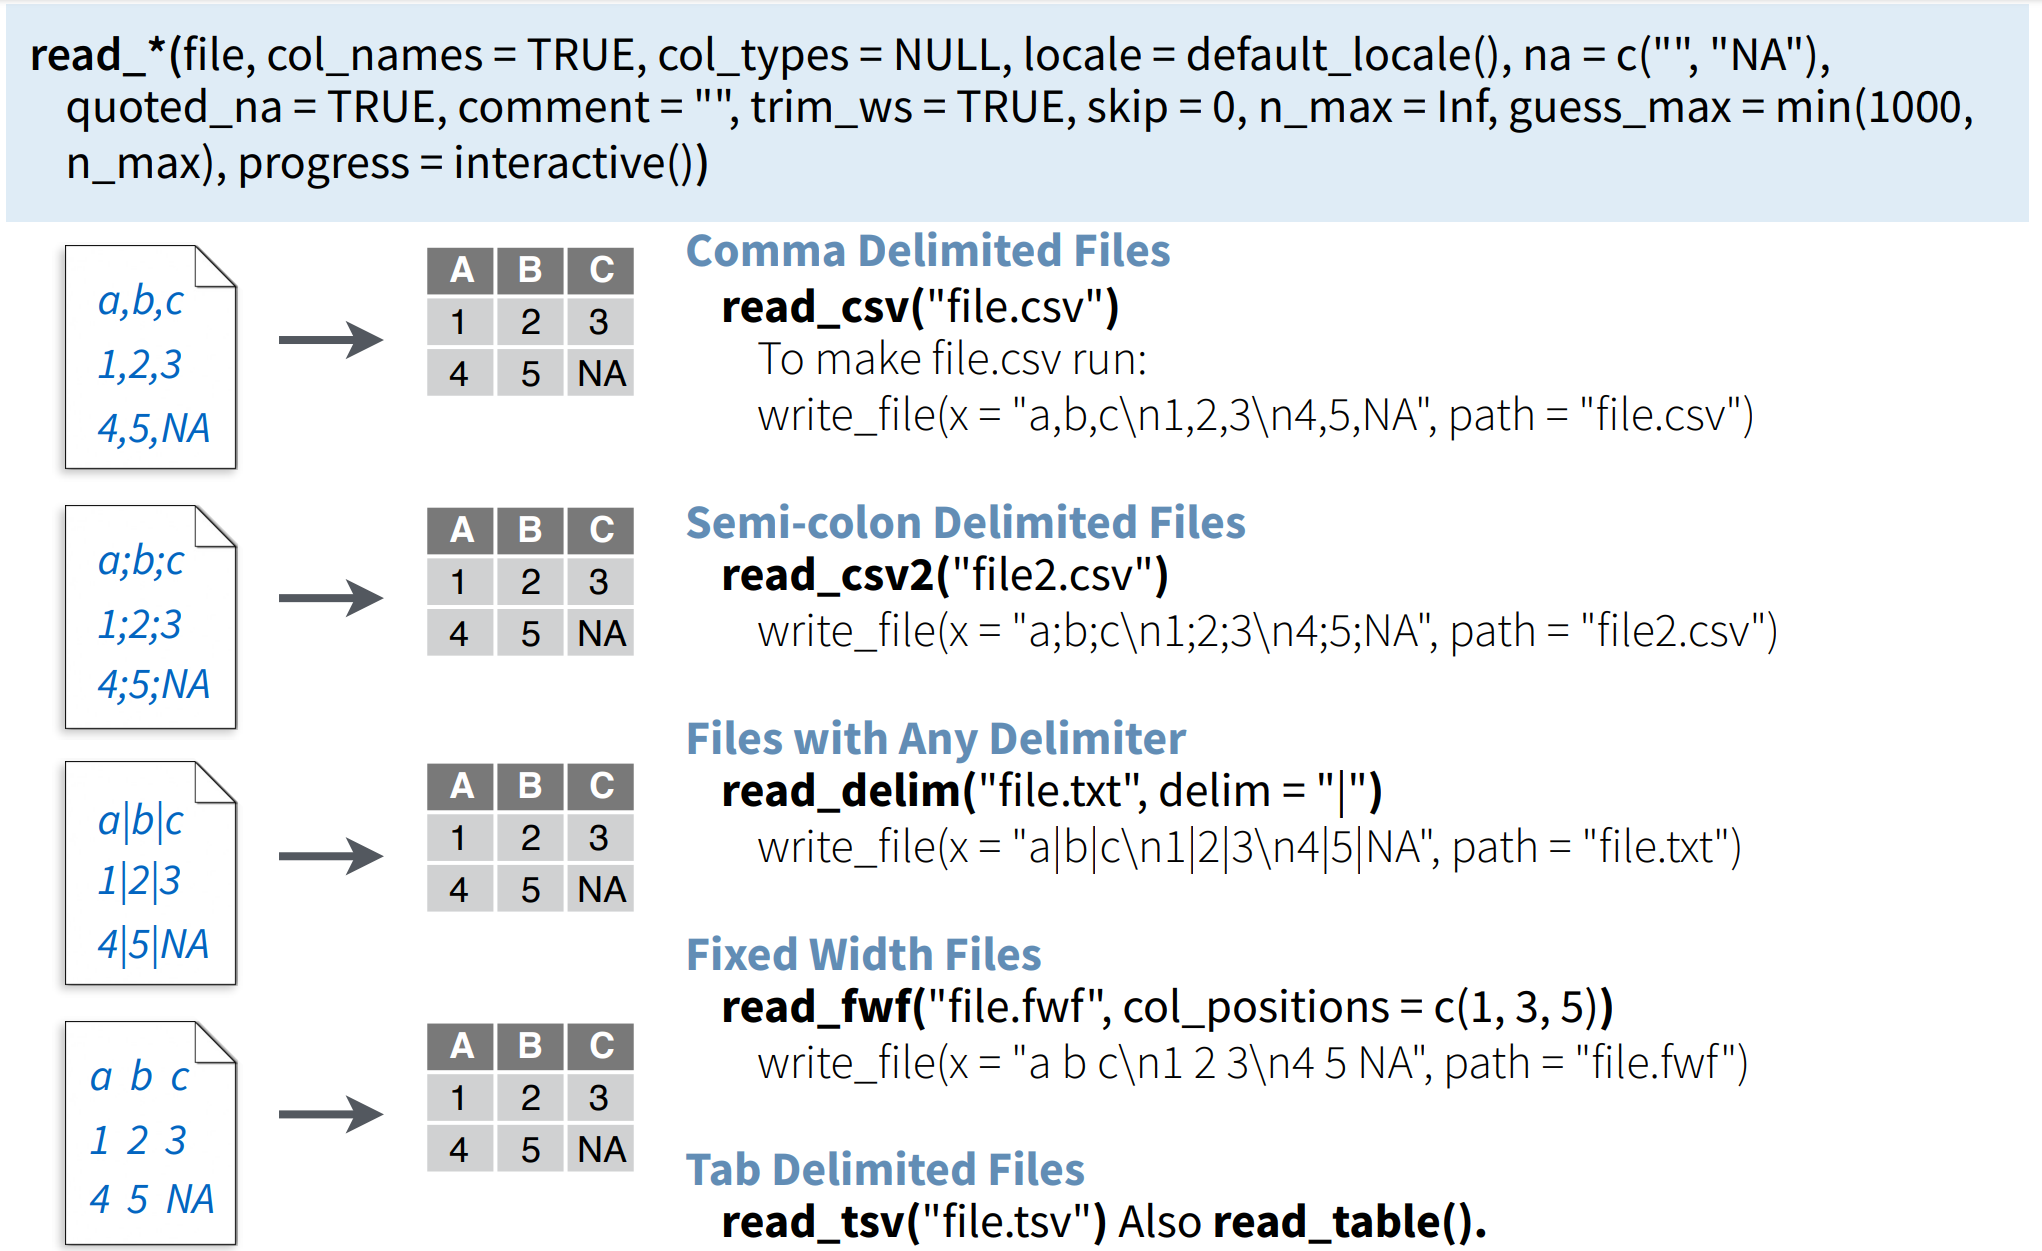 read_*(file, col_names = TRUE, col_types = NULL, locale = default_locale(), na = c("", "NA"),
quoted_na = TRUE, comment = "", trim_ws = TRUE, skip = 0, n_max = Inf, guess_max = min(1000,
n_max), progress = interactive())
a,b,c
1,2,3
4,5,NA
A B C
1 2 3
4 5 NA
Comma Delimited Files
read_csv("file.csv")
To make file.csv run:
write_file(x = "a,b,c\n1,2,3\n4,5,NA", path = "file.csv")
a;b;c
1;2;3
4;5;NA
A B C
1 2 3
4 5 NA
Semi-colon Delimited Files
read_csv2("file2.csv")
write_file(x = "a;b;c\n1;2;3\n4;5;NA", path = "file2.csv")
a|b|c
1|2|3
4|5|NA
A B C
1 2 3
4 5 NA
Files with Any Delimiter
read_delim("file.txt", delim = "|")
write_file(x = "a|b|c\n1|2|3\n4|5|NA", path = "file.txt")
a b c
1 2 3
4 5 NA
A B C
1 2 3
4 5 NA
Fixed Width Files
read_fwf("file.fwf", col_positions = c(1, 3, 5))
write_file(x = "a b c\n1 2 3\n4 5 NA", path = "file.fwf")
Tab Delimited Files
read_tsv("file.tsv") Also read_table().